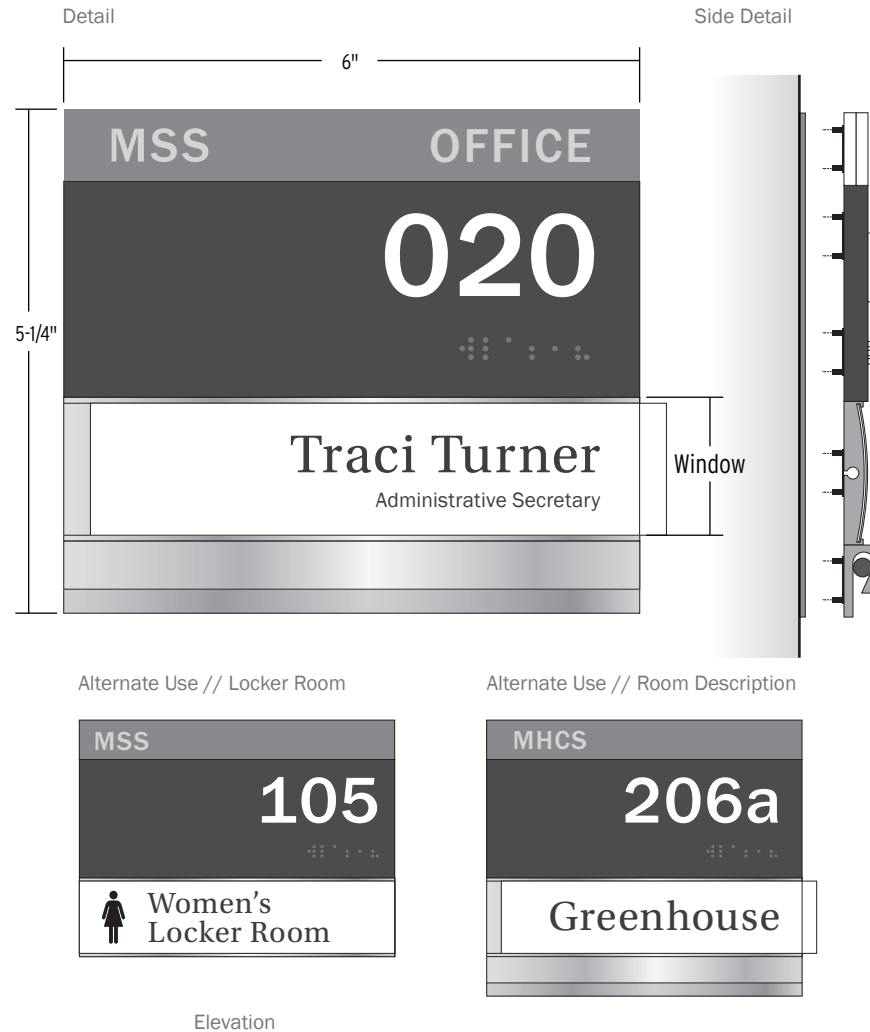 Detail
Side Detail
6"
MSS OFFICE
020
5-1/4"
Traci Turner
Administrative Secretary
Window
Alternate Use // Locker Room
Alternate Use // Room Description
MSS
105
Women’s
Locker Room
MHCS
206a
Greenhouse
Elevation